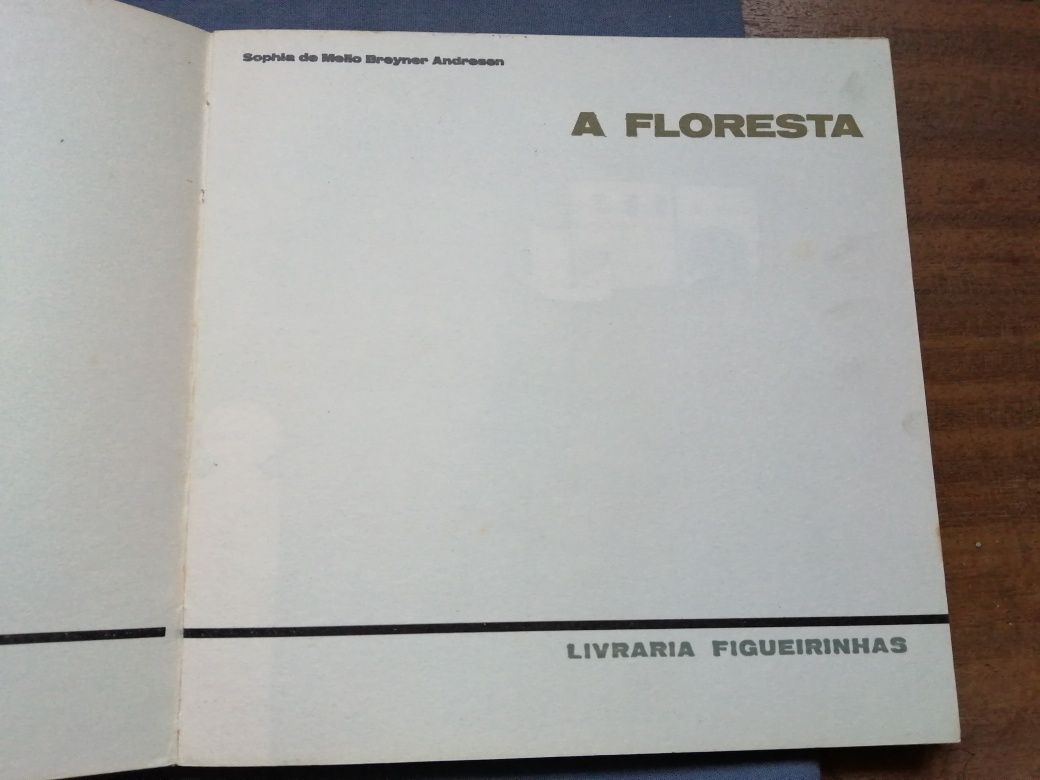 Sophia de Mello Breyner Andresen
A FLORESTA
LIVRARIA FIGUEIRINHAS